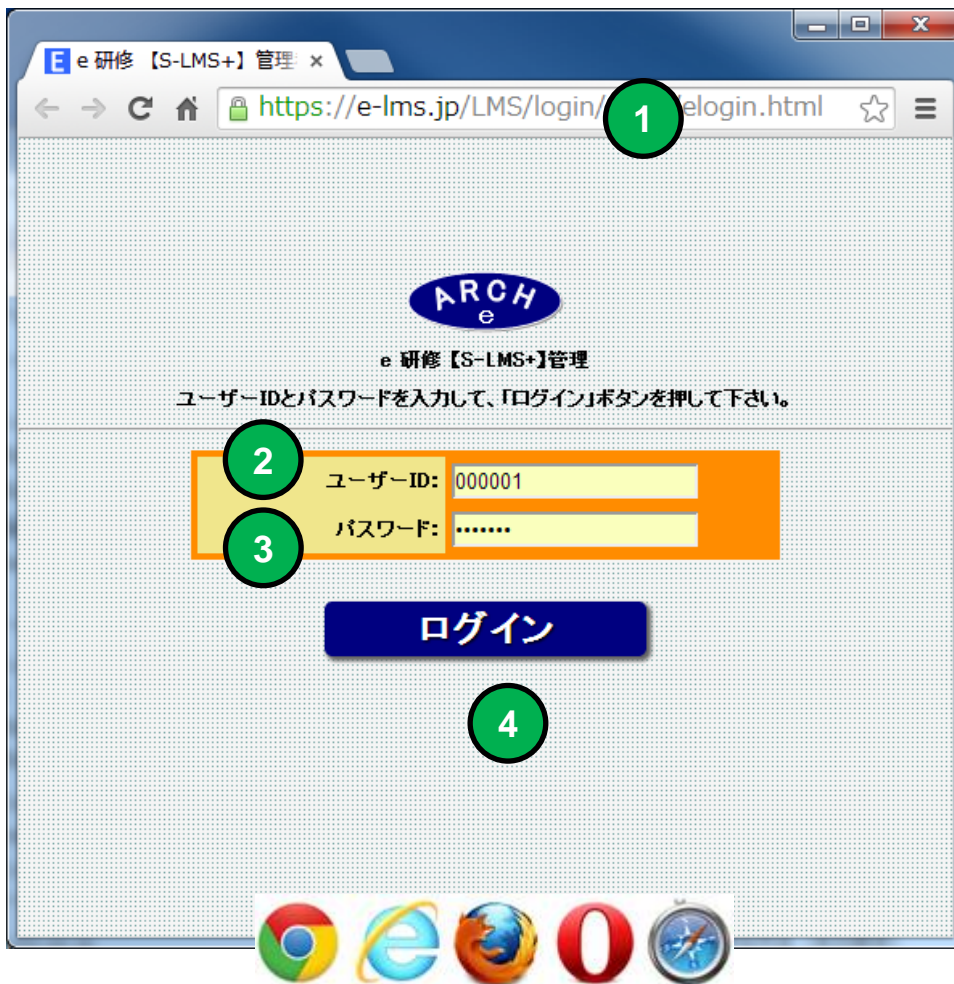 e 研修 【S-LMS+】管理
https://e-lms.jp/LMS/login/ elogin.html
1
ARCH
e
e 研修【S-LMS+】管理
ユーザーIDとパスワードを入力して、「ログイン」ボタンを押して下さい。
2
ユーザーID: 000001
パスワード: •••••••
3
ログイン
4